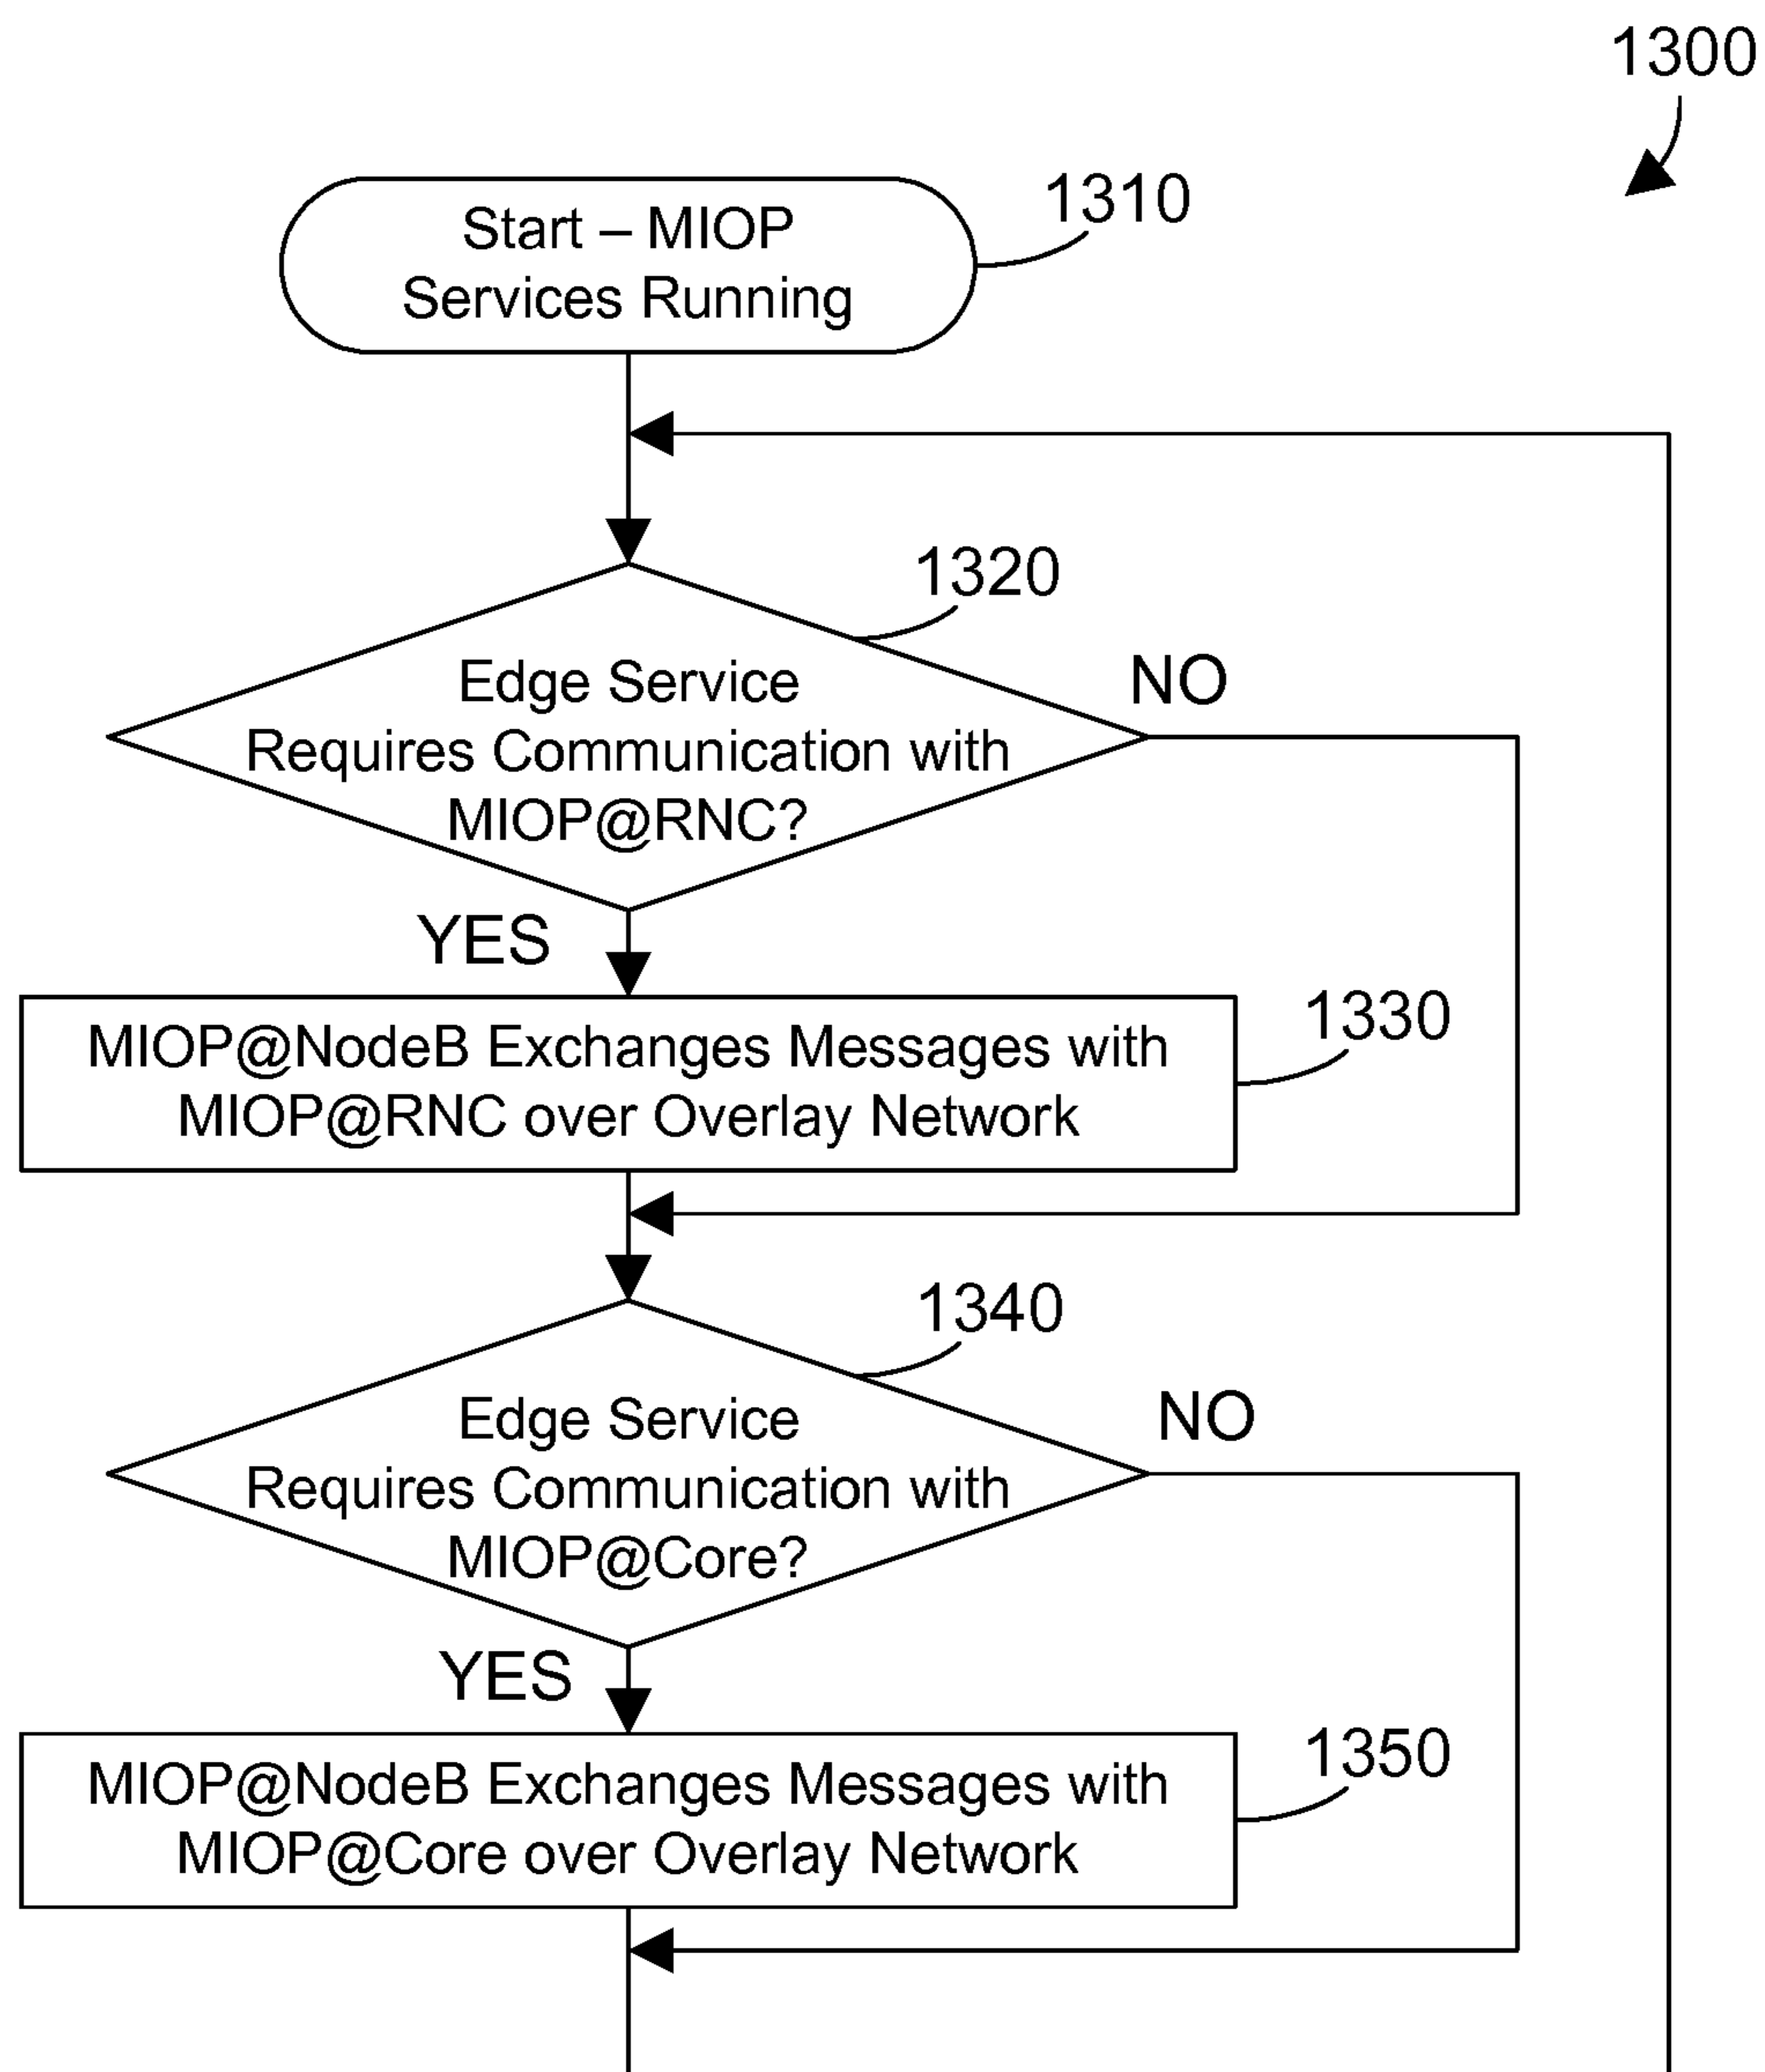 1300
Start – MIOP
Services Running
1310
1320
Edge Service
Requires Communication with
MIOP@RNC?
NO
YES
MIOP@NodeB Exchanges Messages with
MIOP@RNC over Overlay Network
1330
1340
Edge Service
Requires Communication with
MIOP@Core?
NO
YES
MIOP@NodeB Exchanges Messages with
MIOP@Core over Overlay Network
1350